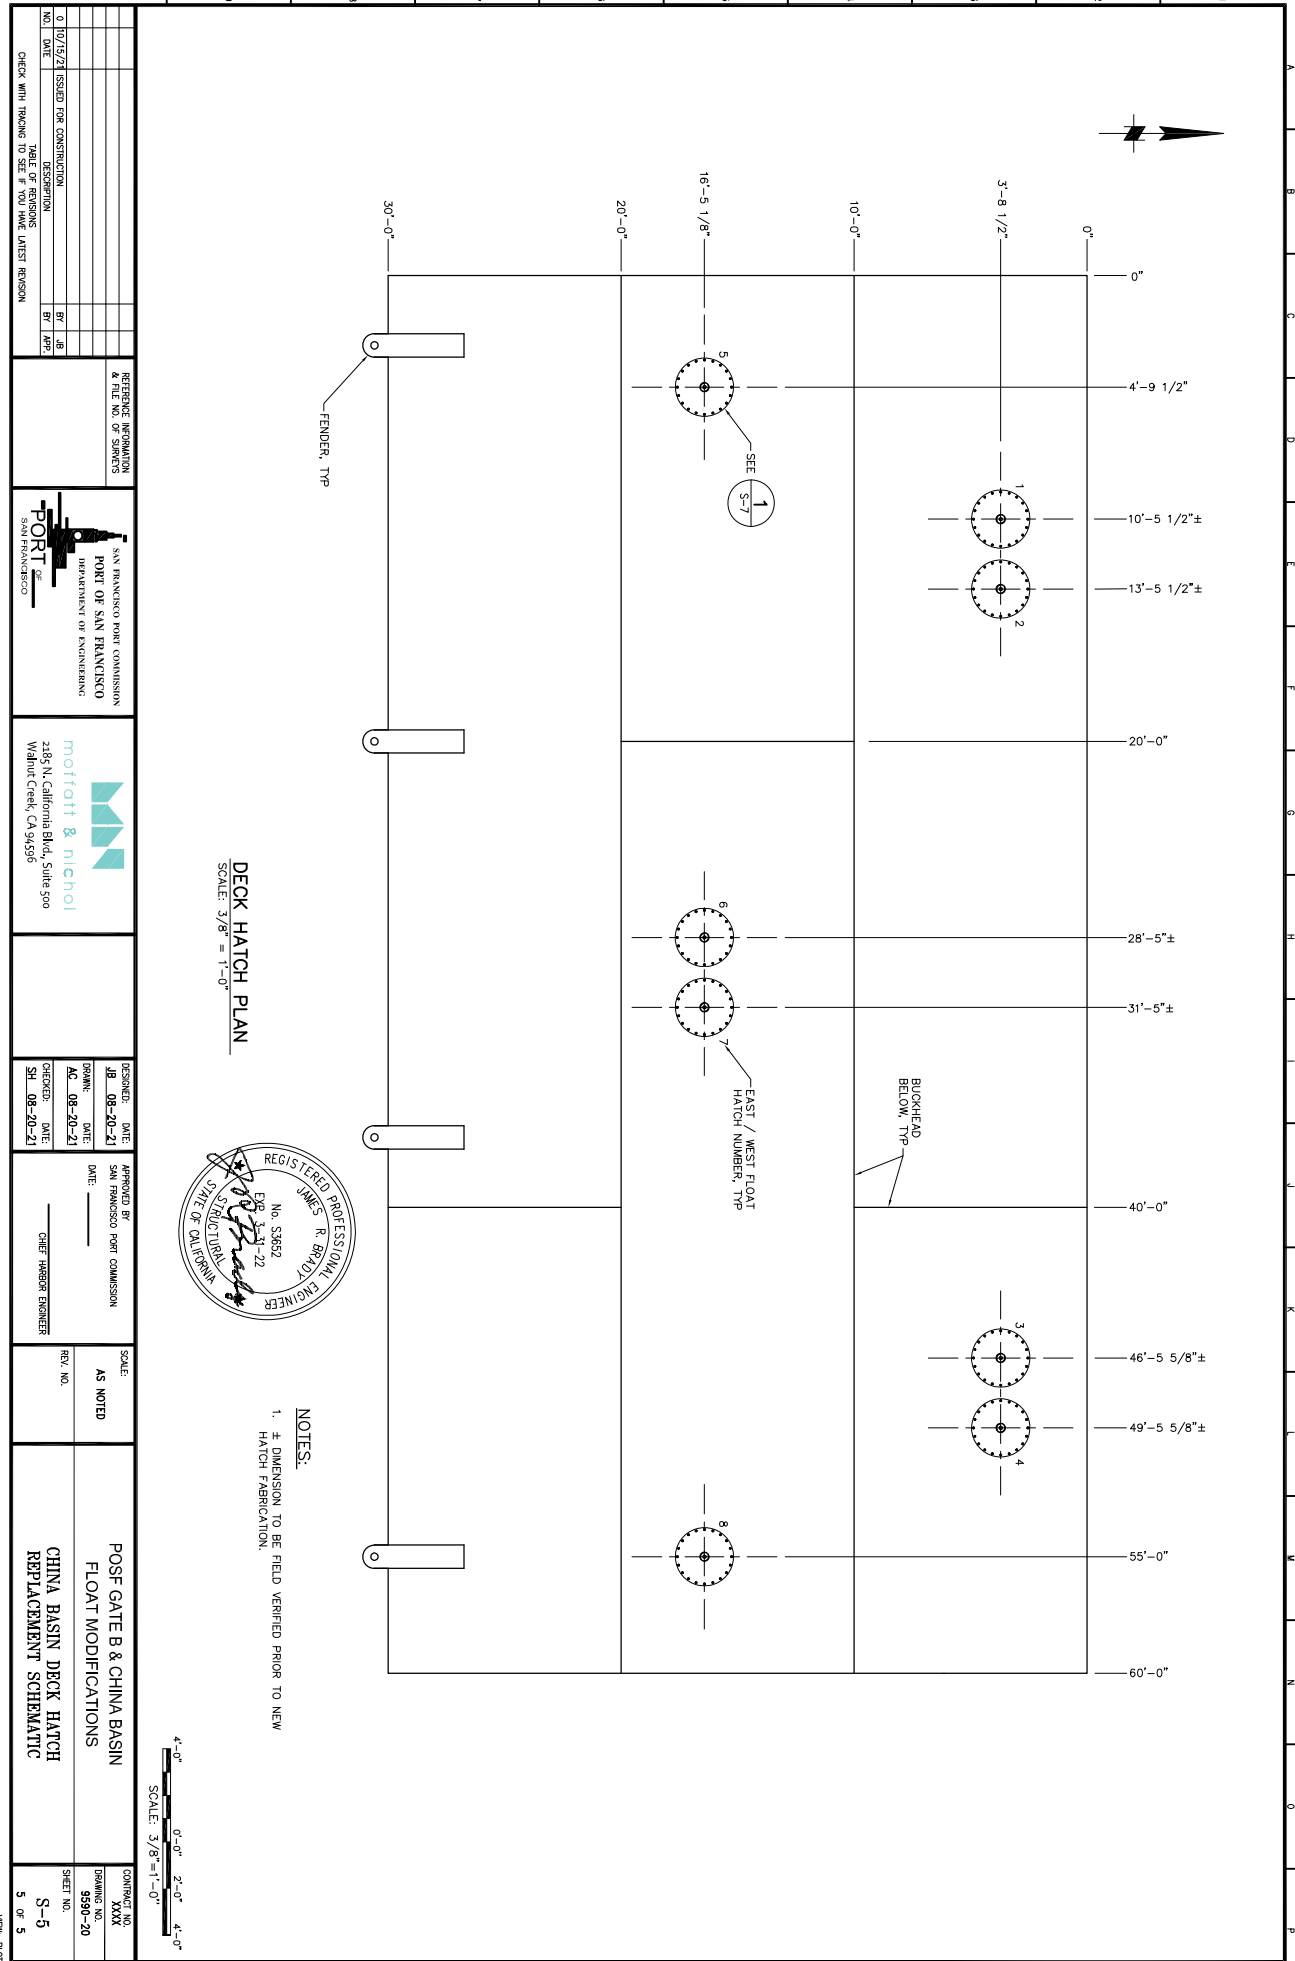 A
B
C
D
E
F
G
H
I
J
K
L
M
N
O
P
0"
4'-9 1/2"
10'-5 1/2"±
13'-5 1/2"±
20'-0"
28'-5"±
31'-5"±
40'-0"
46'-5 5/8"±
49'-5 5/8"±
55'-0"
60'-0"
0"
3'-8 1/2"
10'-0"
16'-5 1/8"
20'-0"
30'-0"
1
2
3
4
5
6
7
8
SEE
1
S-7
BUCKHEAD
BELOW, TYP
EAST / WEST FLOAT
HATCH NUMBER, TYP
FENDER, TYP
DECK HATCH PLAN
SCALE: 3/8" = 1'-0"
NOTES:
1. ± DIMENSION TO BE FIELD VERIFIED PRIOR TO NEW
HATCH FABRICATION.
REGISTERED PROFESSIONAL ENGINEER
JAMES R. BRADY
No. S3652
EXP. 3-31-22
STRUCTURAL
STATE OF CALIFORNIA
4'-0" 0'-0" 2'-0" 4'-0"
SCALE: 3/8"=1'-0"
0 10/15/21 ISSUED FOR CONSTRUCTION BY JB
NO. DATE DESCRIPTION BY APP.
TABLE OF REVISIONS
CHECK WITH TRACING TO SEE IF YOU HAVE LATEST REVISION
REFERENCE INFORMATION
& FILE NO. OF SURVEYS
SAN FRANCISCO PORT COMMISSION
PORT OF SAN FRANCISCO
DEPARTMENT OF ENGINEERING
PORT OF
SAN FRANCISCO
moffatt & nichol
2185 N. California Blvd., Suite 500
Walnut Creek, CA 94596
DESIGNED: DATE:
JB 08-20-21
DRAWN: DATE:
AC 08-20-21
CHECKED: DATE:
SH 08-20-21
APPROVED BY
SAN FRANCISCO PORT COMMISSION
DATE:
CHIEF HARBOR ENGINEER
SCALE:
AS NOTED
REV. NO.
POSF GATE B & CHINA BASIN
FLOAT MODIFICATIONS
CHINA BASIN DECK HATCH
REPLACEMENT SCHEMATIC
CONTRACT NO.
XXXX
DRAWING NO.
9590-20
SHEET NO.
S-5
5 OF 5